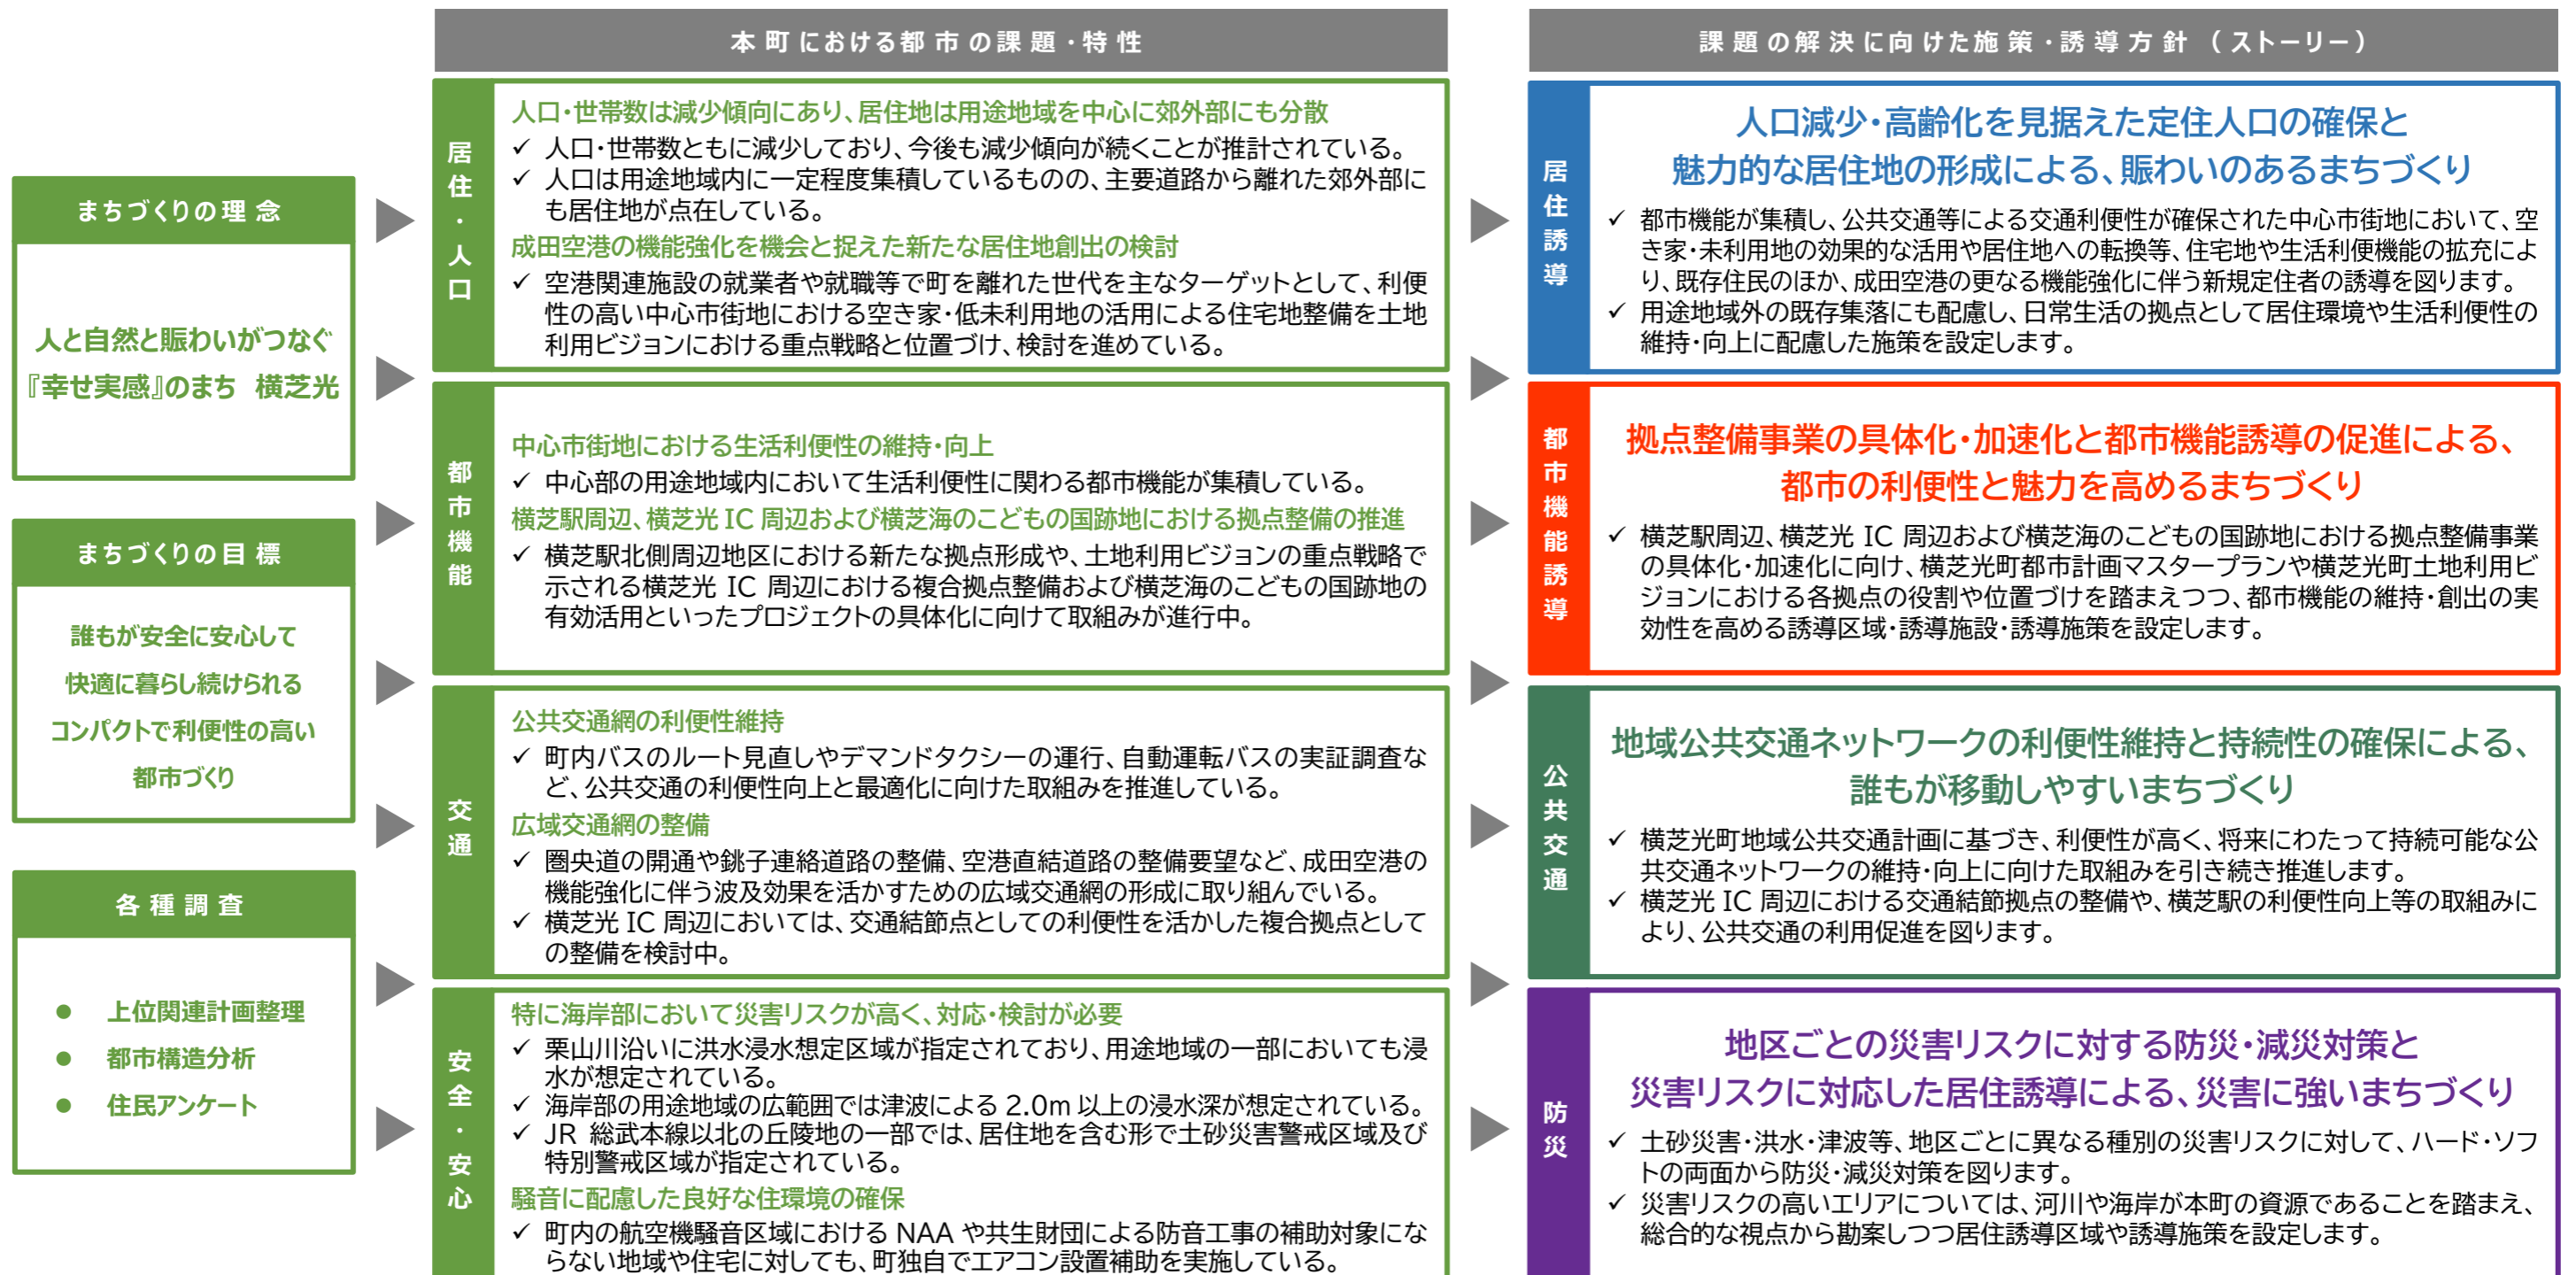 本町における都市の課題・特性
課題の解決に向けた施策・誘導方針（ストーリー）
まちづくりの理念
人と自然と賑わいがつなぐ
『幸せ実感』のまち 横芝光
まちづくりの目標
誰もが安全に安心して
快適に暮らし続けられる
コンパクトで利便性の高い
都市づくり
各種調査
● 上位関連計画整理
● 都市構造分析
● 住民アンケート
居住・人口
人口・世帯数は減少傾向にあり、居住地は用途地域を中心に郊外部にも分散
✓ 人口・世帯数ともに減少しており、今後も減少傾向が続くことが推計されている。
✓ 人口は用途地域内に一定程度集積しているものの、主要道路から離れた郊外部に
も居住地が点在している。
成田空港の機能強化を機会と捉えた新たな居住地創出の検討
✓ 空港関連施設の就業者や就職等で町を離れた世代を主なターゲットとして、利便
性の高い中心市街地における空き家・低未利用地の活用による住宅地整備を土地
利用ビジョンにおける重点戦略と位置づけ、検討を進めている。
都市機能
中心市街地における生活利便性の維持・向上
✓ 中心部の用途地域内において生活利便性に関わる都市機能が集積している。
横芝駅周辺、横芝光 IC 周辺および横芝海のこどもの国跡地における拠点整備の推進
✓ 横芝駅北側周辺地区における新たな拠点形成や、土地利用ビジョンの重点戦略で
示される横芝光 IC 周辺における複合拠点整備および横芝海のこどもの国跡地の
有効活用といったプロジェクトの具体化に向けて取組みが進行中。
交通
公共交通網の利便性維持
✓ 町内バスのルート見直しやデマンドタクシーの運行、自動運転バスの実証調査な
ど、公共交通の利便性向上と最適化に向けた取組みを推進している。
広域交通網の整備
✓ 圏央道の開通や銚子連絡道路の整備、空港直結道路の整備要望など、成田空港の
機能強化に伴う波及効果を活かすための広域交通網の形成に取り組んでいる。
✓ 横芝光 IC 周辺においては、交通結節点としての利便性を活かした複合拠点として
の整備を検討中。
安全・安心
特に海岸部において災害リスクが高く、対応・検討が必要
✓ 栗山川沿いに洪水浸水想定区域が指定されており、用途地域の一部においても浸
水が想定されている。
✓ 海岸部の用途地域の広範囲では津波による 2.0m 以上の浸水深が想定されている。
✓ JR 総武本線以北の丘陵地の一部では、居住地を含む形で土砂災害警戒区域及び
特別警戒区域が指定されている。
騒音に配慮した良好な住環境の確保
✓ 町内の航空機騒音区域における NAA や共生財団による防音工事の補助対象にな
らない地域や住宅に対しても、町独自でエアコン設置補助を実施している。
居住誘導
人口減少・高齢化を見据えた定住人口の確保と
魅力的な居住地の形成による、賑わいのあるまちづくり
✓ 都市機能が集積し、公共交通等による交通利便性が確保された中心市街地において、空
き家・未利用地の効果的な活用や居住地への転換等、住宅地や生活利便機能の拡充によ
り、既存住民のほか、成田空港の更なる機能強化に伴う新規定住者の誘導を図ります。
✓ 用途地域外の既存集落にも配慮し、日常生活の拠点として居住環境や生活利便性の
維持・向上に配慮した施策を設定します。
都市機能誘導
拠点整備事業の具体化・加速化と都市機能誘導の促進による、
都市の利便性と魅力を高めるまちづくり
✓ 横芝駅周辺、横芝光 IC 周辺および横芝海のこどもの国跡地における拠点整備事業
の具体化・加速化に向け、横芝光町都市計画マスタープランや横芝光町土地利用ビ
ジョンにおける各拠点の役割や位置づけを踏まえつつ、都市機能の維持・創出の実
効性を高める誘導区域・誘導施設・誘導施策を設定します。
公共交通
地域公共交通ネットワークの利便性維持と持続性の確保による、
誰もが移動しやすいまちづくり
✓ 横芝光町地域公共交通計画に基づき、利便性が高く、将来にわたって持続可能な公
共交通ネットワークの維持・向上に向けた取組みを引き続き推進します。
✓ 横芝光 IC 周辺における交通結節拠点の整備や、横芝駅の利便性向上等の取組みに
より、公共交通の利用促進を図ります。
防災
地区ごとの災害リスクに対する防災・減災対策と
災害リスクに対応した居住誘導による、災害に強いまちづくり
✓ 土砂災害・洪水・津波等、地区ごとに異なる種別の災害リスクに対して、ハード・ソフ
トの両面から防災・減災対策を図ります。
✓ 災害リスクの高いエリアについては、河川や海岸が本町の資源であることを踏まえ、
総合的な視点から勘案しつつ居住誘導区域や誘導施策を設定します。